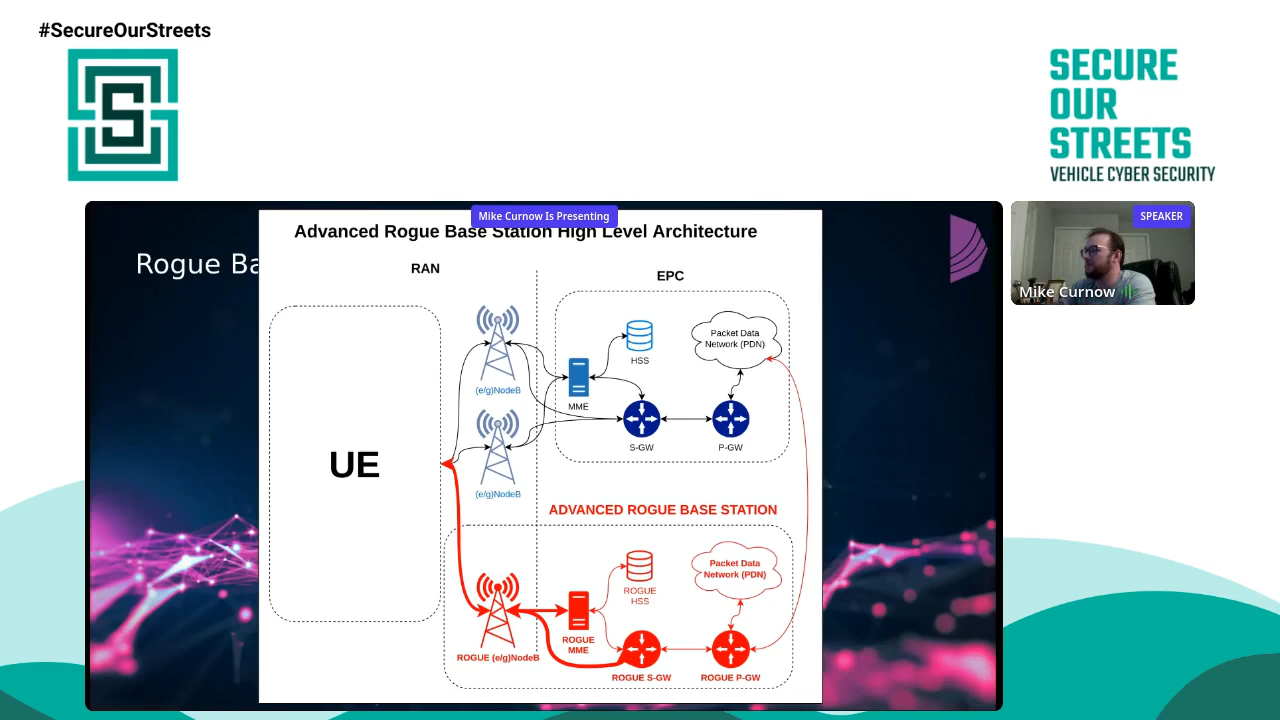 #SecureOurStreets
S
SECURE
OUR
STREETS
VEHICLE CYBER SECURITY
Mike Curnow Is Presenting
SPEAKER
Mike Curnow
Rogue Ba
Advanced Rogue Base Station High Level Architecture
RAN
EPC
UE
(e/g)NodeB
(e/g)NodeB
MME
HSS
Packet Data
Network (PDN)
S-GW
P-GW
ADVANCED ROGUE BASE STATION
ROGUE (e/g)NodeB
ROGUE
MME
ROGUE
HSS
Packet Data
Network (PDN)
ROGUE S-GW
ROGUE P-GW